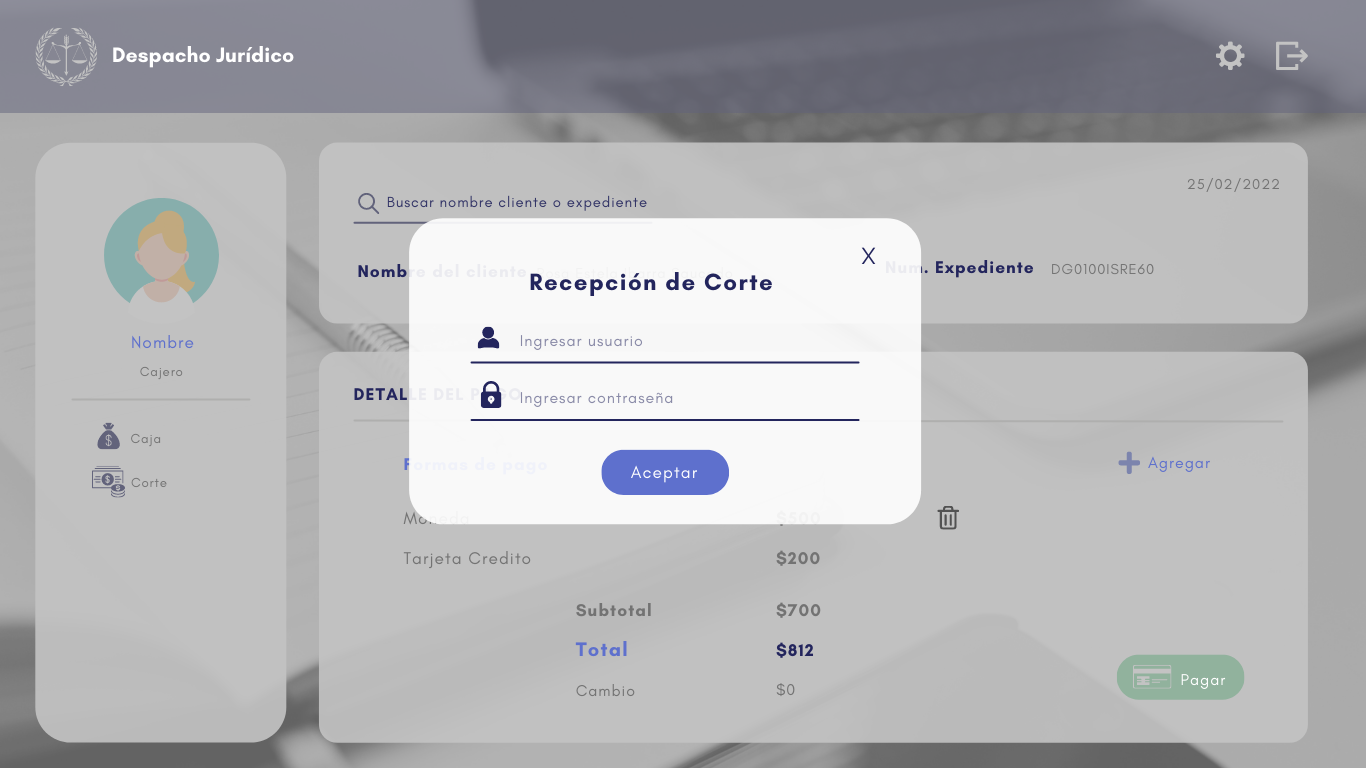 Despacho Jurídico
25/02/2022
Buscar nombre cliente o expediente
X
Nombre del cliente
Num. Expediente DG0100ISRE60
Recepción de Corte
Ingresar usuario
Ingresar contraseña
Aceptar
Nombre
Cajero
Caja
Corte
DETALLE DEL PAGO
Formas de pago
Agregar
Moneda $500
Tarjeta Credito $200
Subtotal $700
Total $812
Cambio $0
Pagar